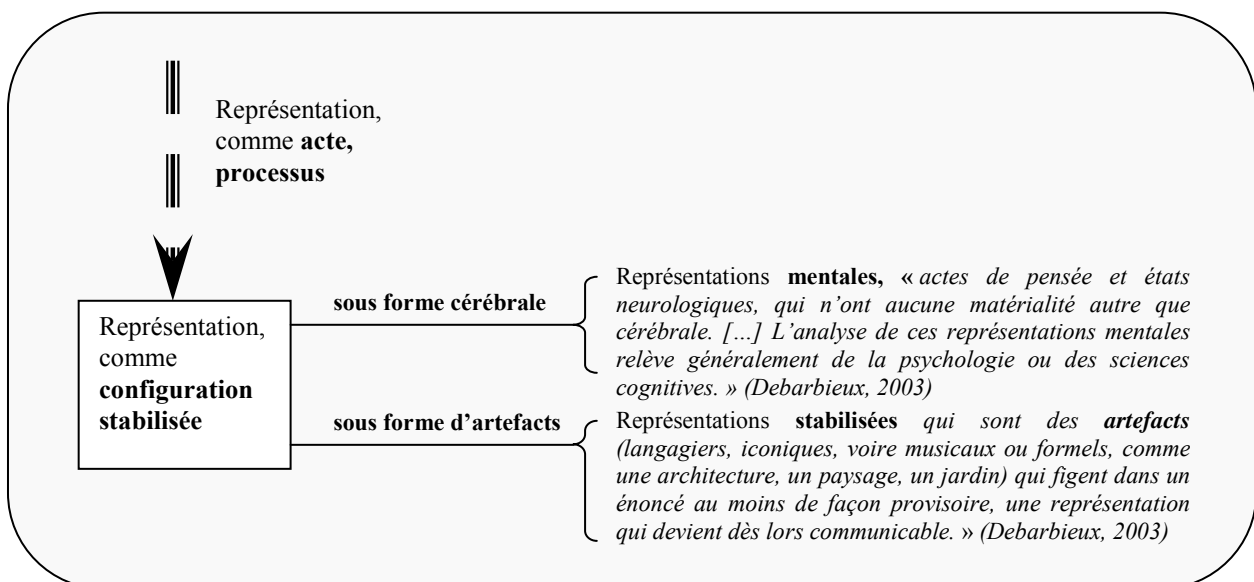 Représentation,
comme acte,
processus
Représentation,
comme
configuration
stabilisée
sous forme cérébrale
Représentations mentales, « actes de pensée et états
neurologiques, qui n’ont aucune matérialité autre que
cérébrale. […] L’analyse de ces représentations mentales
relève généralement de la psychologie ou des sciences
cognitives. » (Debarbieux, 2003)
sous forme d’artefacts
Représentations stabilisées qui sont des artefacts
(langagiers, iconiques, voire musicaux ou formels, comme
une architecture, un paysage, un jardin) qui figent dans un
énoncé au moins de façon provisoire, une représentation
qui devient dès lors communicable. » (Debarbieux, 2003)